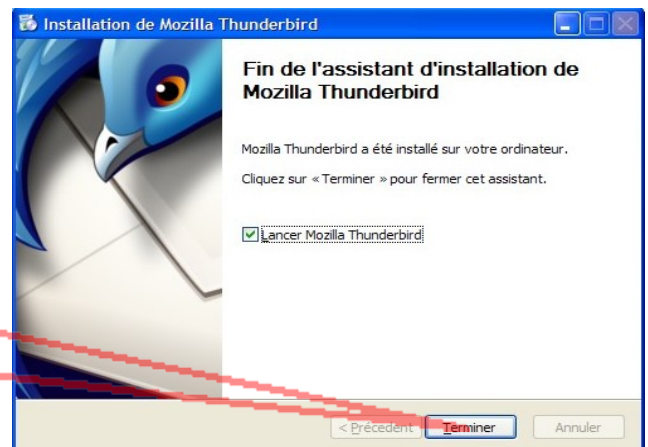 Installation de Mozilla Thunderbird
Fin de l'assistant d'installation de
Mozilla Thunderbird
Mozilla Thunderbird a été installé sur votre ordinateur.
Cliquez sur « Terminer » pour fermer cet assistant.
Lancer Mozilla Thunderbird
< Précédent Terminer Annuler